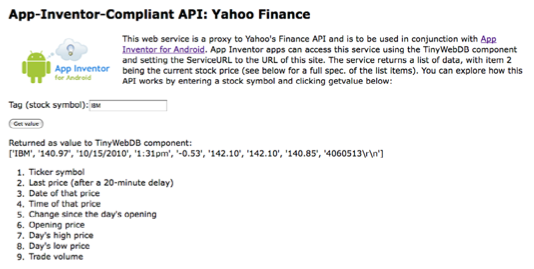 App-Inventor-Compliant API: Yahoo Finance
This web service is a proxy to Yahoo's Finance API and is to be used in conjunction with App
Inventor for Android. App Inventor apps can access this service using the TinyWebDB component
and setting the ServiceURL to the URL of this site. The service returns a list of data, with item 2
being the current stock price (see below for a full spec. of the list items). You can explore how this
API works by entering a stock symbol and clicking getvalue below:
App Inventor
for Android
Tag (stock symbol): IBM
Get value
Returned as value to TinyWebDB component:
['IBM', '140.97', '10/15/2010', '1:31pm', '-0.53', '142.10', '142.10', '140.85', '4060513\r\n']
1. Ticker symbol
2. Last price (after a 20-minute delay)
3. Date of that price
4. Time of that price
5. Change since the day's opening
6. Opening price
7. Day's high price
8. Day's low price
9. Trade volume